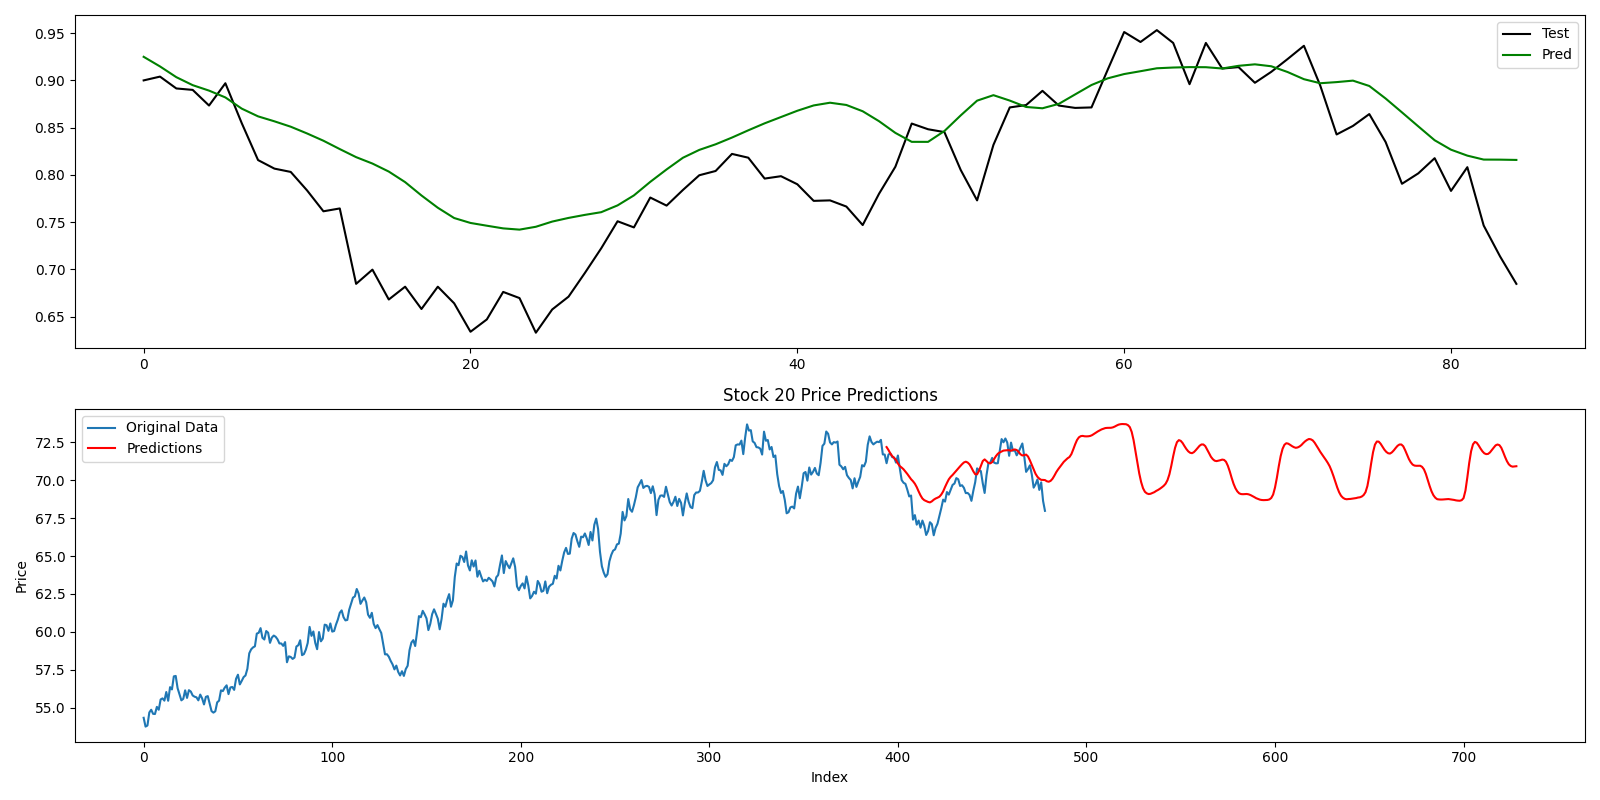 0.95
0.90
0.85
0.80
0.75
0.70
0.65
Test
Pred
0 20 40 60 80
Stock 20 Price Predictions
Original Data
Predictions
Price
72.5
70.0
67.5
65.0
62.5
60.0
57.5
55.0
0 100 200 300 400 500 600 700
Index